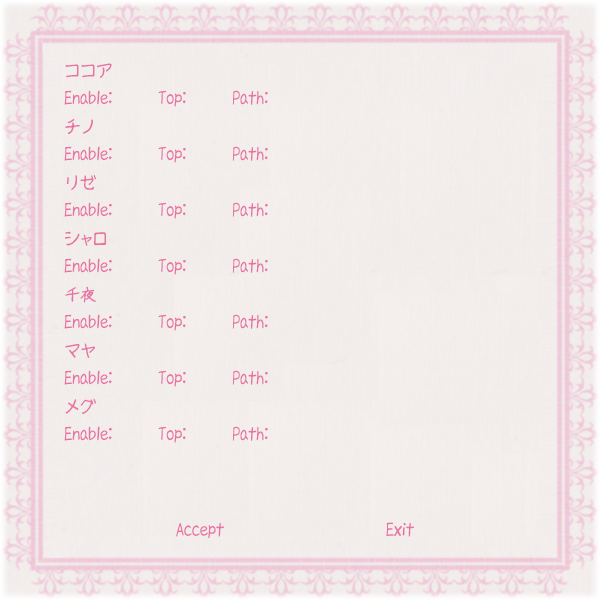 ココア
Enable: Top: Path:
チノ
Enable: Top: Path:
リゼ
Enable: Top: Path:
シャロ
Enable: Top: Path:
千夜
Enable: Top: Path:
マヤ
Enable: Top: Path:
メグ
Enable: Top: Path:
Accept Exit